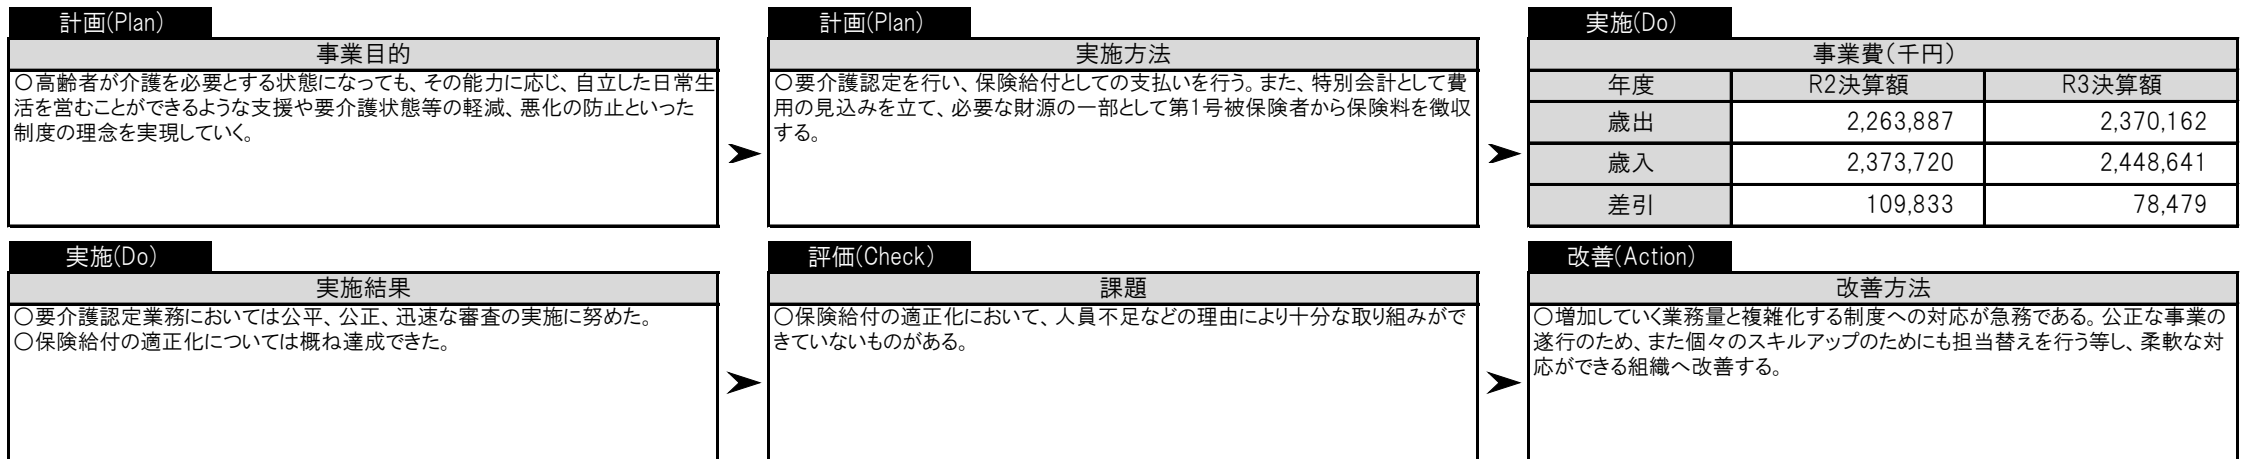 計画(Plan)
事業目的
〇高齢者が介護を必要とする状態になっても、その能力に応じ、自立した日常生
活を営むことができるような支援や要介護状態等の軽減、悪化の防止といった
制度の理念を実現していく。
計画(Plan)
実施方法
〇要介護認定を行い、保険給付としての支払いを行う。また、特別会計として費
用の見込みを立て、必要な財源の一部として第1号被保険者から保険料を徴収
する。
実施(Do)
事業費(千円)
年度 R2決算額 R3決算額
歳出 2,263,887 2,370,162
歳入 2,373,720 2,448,641
差引 109,833 78,479
実施(Do)
実施結果
〇要介護認定業務においては公平、公正、迅速な審査の実施に努めた。
〇保険給付の適正化については概ね達成できた。
評価(Check)
課題
〇保険給付の適正化において、人員不足などの理由により十分な取り組みがで
きていないものがある。
改善(Action)
改善方法
〇増加していく業務量と複雑化する制度への対応が急務である。公正な事業の
遂行のため、また個々のスキルアップのためにも担当替えを行う等し、柔軟な対
応ができる組織へ改善する。